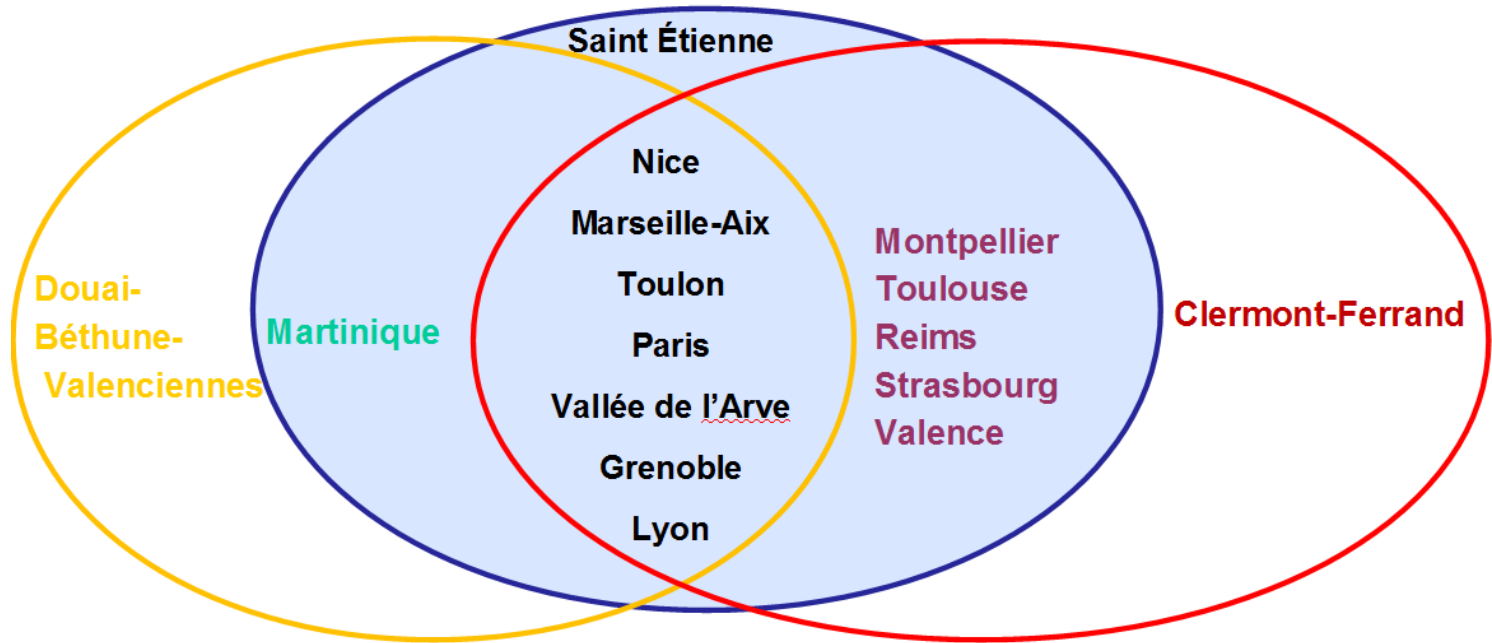 Saint Étienne
Nice
Marseille-Aix
Toulon
Paris
Vallée de l’Arve
Grenoble
Lyon
Douai-
Béthune-
Valenciennes
Martinique
Montpellier
Toulouse
Reims
Strasbourg
Valence
Clermont-Ferrand